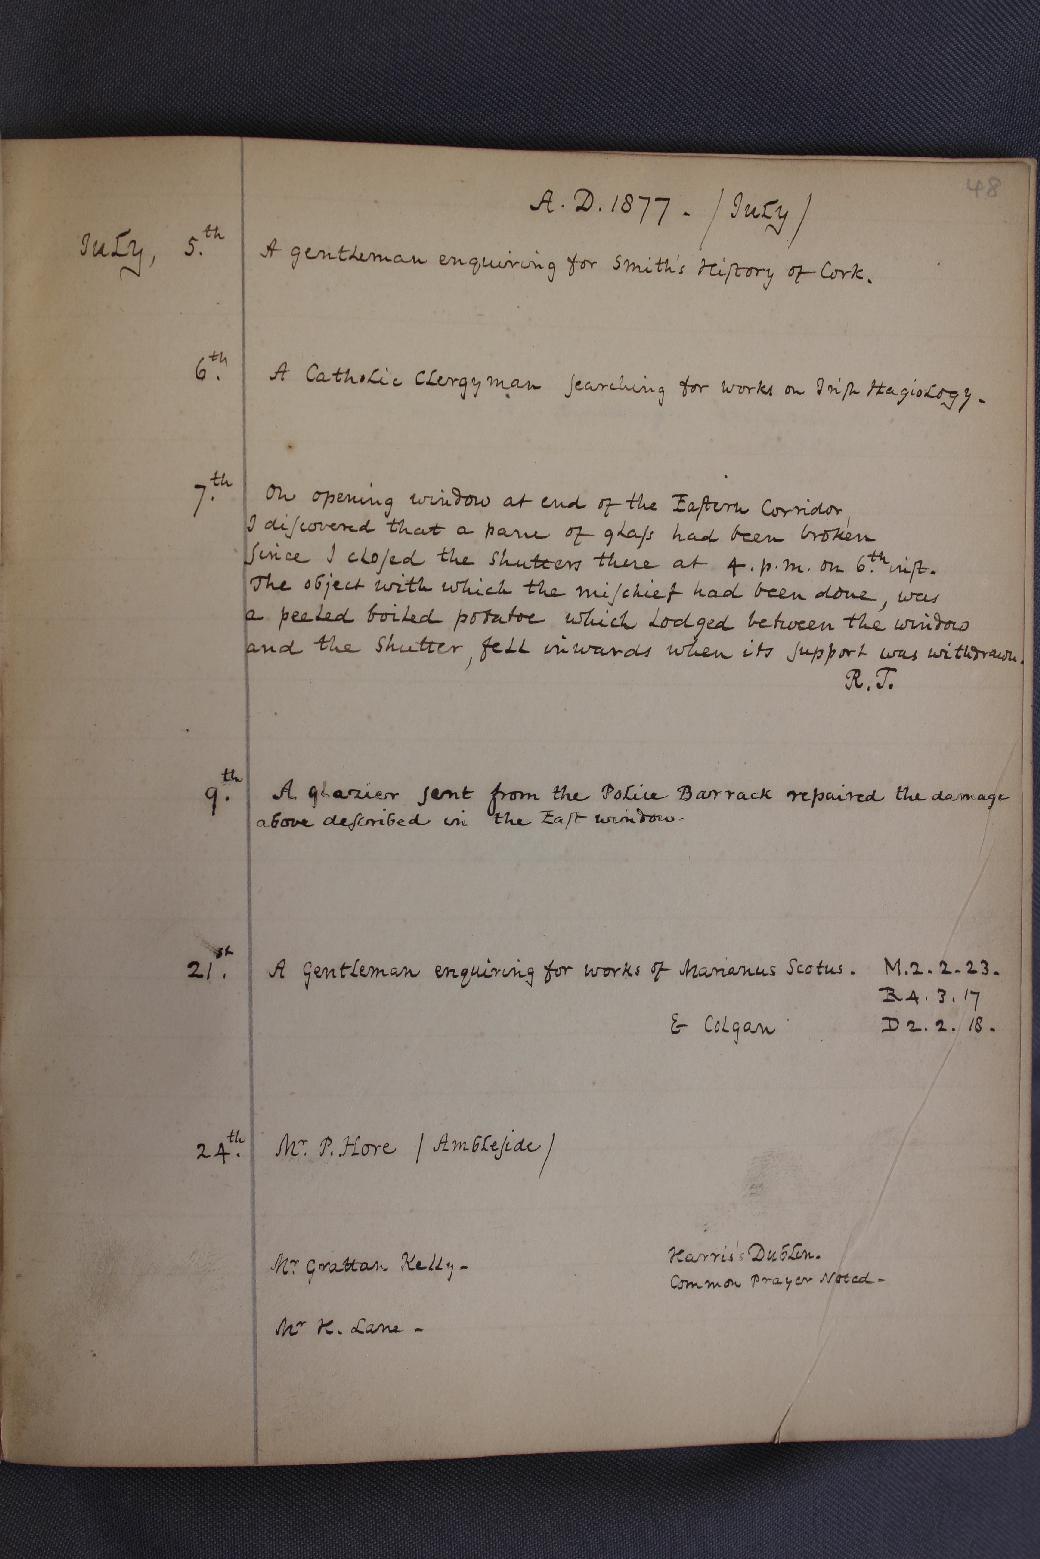 48
A. D. 1877. - / July /
July, 5.th A gentleman enquiring for Smith's History of Cork.
6.th A Catholic Clergyman searching for works on Irish Hagiology.
7.th On opening window at end of the Eastern Corridor,
I discovered that a pane of glass had been broken
since I closed the shutters there at 4. p.m. on 6.th inst.
The object with which the mischief had been done, was
a peeled boiled potatoe which lodged between the window
and the shutter, fell inwards when its support was withdrawn.
R. T.
9.th A glazier sent from the Police Barrack repaired the damage
above described in the East window.
21.st A Gentleman enquiring for works of Marianus Scotus. M.2.2.23.
R 4.3.17
& Colgan D 2.2.18.
24.th Mr. P. Hore / Ambleside /
Mr Grattan Kelly - Harris's Dublin.
Common Prayer Noted -
Mr H. Lane -